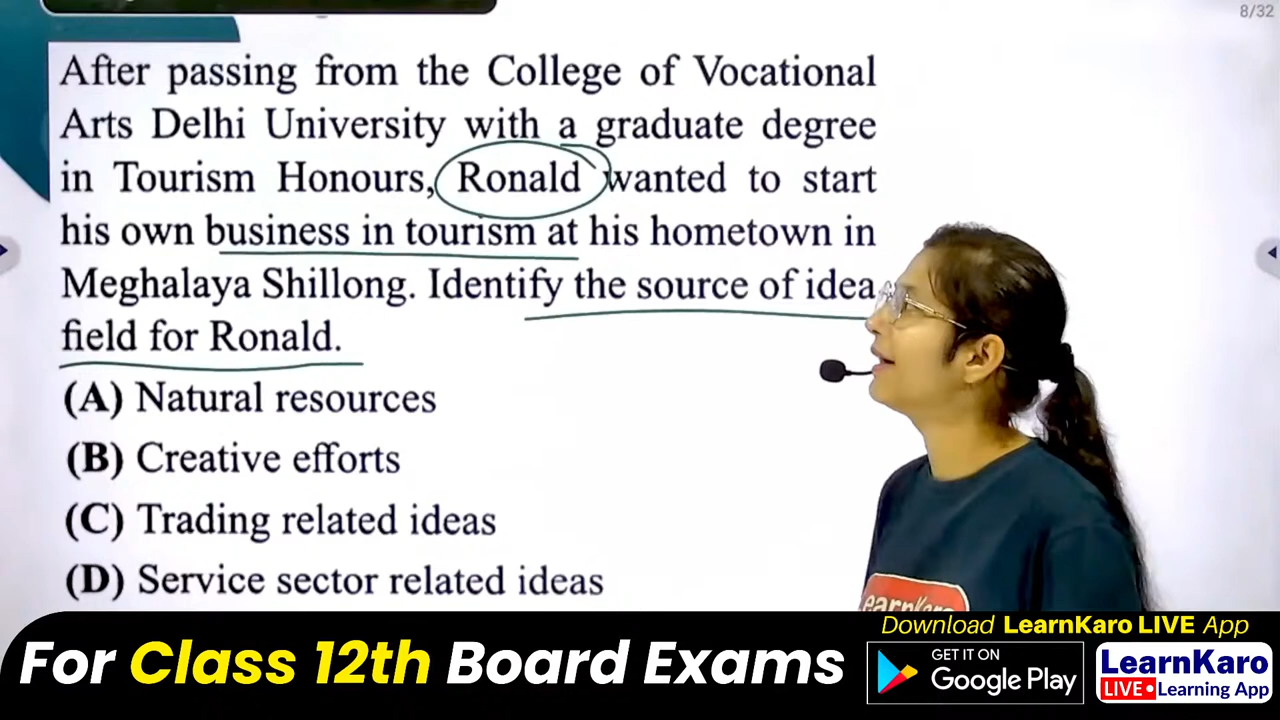 8/32
After passing from the College of Vocational
Arts Delhi University with a graduate degree
in Tourism Honours, Ronald wanted to start
his own business in tourism at his hometown in
Meghalaya Shillong. Identify the source of idea
field for Ronald.
(A) Natural resources
(B) Creative efforts
(C) Trading related ideas
(D) Service sector related ideas
For Class 12th Board Exams
Download LearnKaro LIVE App
GET IT ON
Google Play
LearnKaro
LIVE Learning App